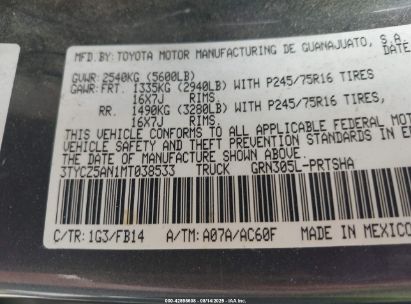 MFD.BY: TOYOTA MOTOR MANUFACTURING DE GUANAJUATO, S.A.
DATE
GVWR: 2540KG (5600LB)
GAWR: FRT. 1335KG (2940LB) WITH P245/75R16 TIRES
16X7J RIMS,
RR. 1490KG (3280LB) WITH P245/75R16 TIRES,
16X7J RIMS,
THIS VEHICLE CONFORMS TO ALL APPLICABLE FEDERAL MOTOR
VEHICLE SAFETY AND THEFT PREVENTION STANDARDS IN E
THE DATE OF MANUFACTURE SHOWN ABOVE.
3TYCZ5AN1MT038533 TRUCK GRN305L-PRTSHA
C/TR: 1G3/FB14 A/TM: A07A/AC60F MADE IN MEXICO